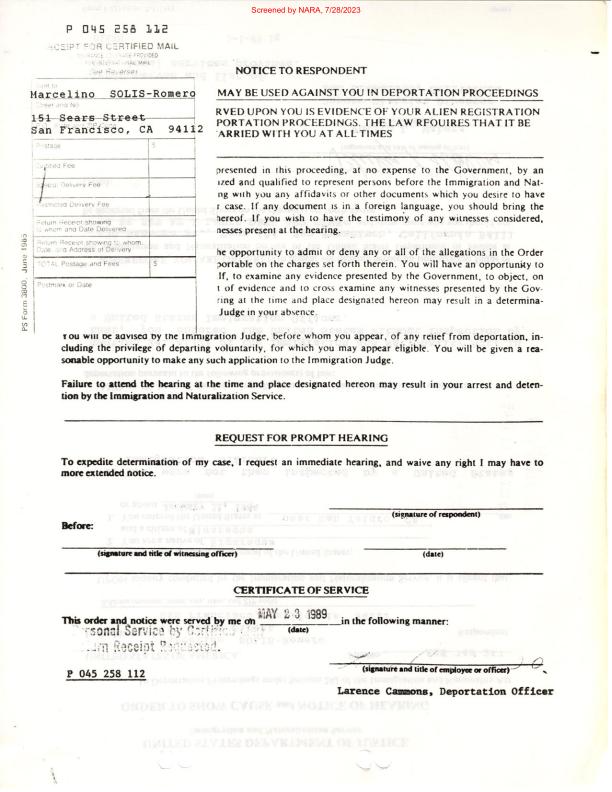 Screened by NARA, 7/28/2023
P 045 258 112
RECEIPT FOR CERTIFIED MAIL
See Reverse
Sent to
Marcelino SOLIS-Romero
Street and No.
151 Sears Street
San Francisco, CA 94112
Postage $
Certified Fee
Special Delivery Fee
Restricted Delivery Fee
Return Receipt showing
to whom and Date Delivered
Return Receipt showing to whom,
Date, and Address of Delivery
TOTAL Postage and Fees $
Postmark or Date
PS Form 3800, June 1985
NOTICE TO RESPONDENT
MAY BE USED AGAINST YOU IN DEPORTATION PROCEEDINGS
RVED UPON YOU IS EVIDENCE OF YOUR ALIEN REGISTRATION
PORTATION PROCEEDINGS. THE LAW REQUIRES THAT IT BE
ARRIED WITH YOU AT ALL TIMES
presented in this proceeding, at no expense to the Government, by an
ized and qualified to represent persons before the Immigration and Nat-
ng with you any affidavits or other documents which you desire to have
r case. If any document is in a foreign language, you should bring the
hereof. If you wish to have the testimony of any witnesses considered,
nesses present at the hearing.
he opportunity to admit or deny any or all of the allegations in the Order
portable on the charges set forth therein. You will have an opportunity to
lf, to examine any evidence presented by the Government, to object, on
t of evidence and to cross examine any witnesses presented by the Gov-
ring at the time and place designated hereon may result in a determina-
Judge in your absence.
You will be advised by the Immigration Judge, before whom you appear, of any relief from deportation, in-
cluding the privilege of departing voluntarily, for which you may appear eligible. You will be given a rea-
sonable opportunity to make any such application to the Immigration Judge.
Failure to attend the hearing at the time and place designated hereon may result in your arrest and deten-
tion by the Immigration and Naturalization Service.
REQUEST FOR PROMPT HEARING
To expedite determination of my case, I request an immediate hearing, and waive any right I may have to
more extended notice.
(signature of respondent)
Before:
(signature and title of witnessing officer) (date)
CERTIFICATE OF SERVICE
This order and notice were served by me on MAY 23 1989 in the following manner:
(date)
rsonal Service by Certified
urn Receipt Requested.
(signature and title of employee or officer)
P 045 258 112
Larence Cammons, Deportation Officer